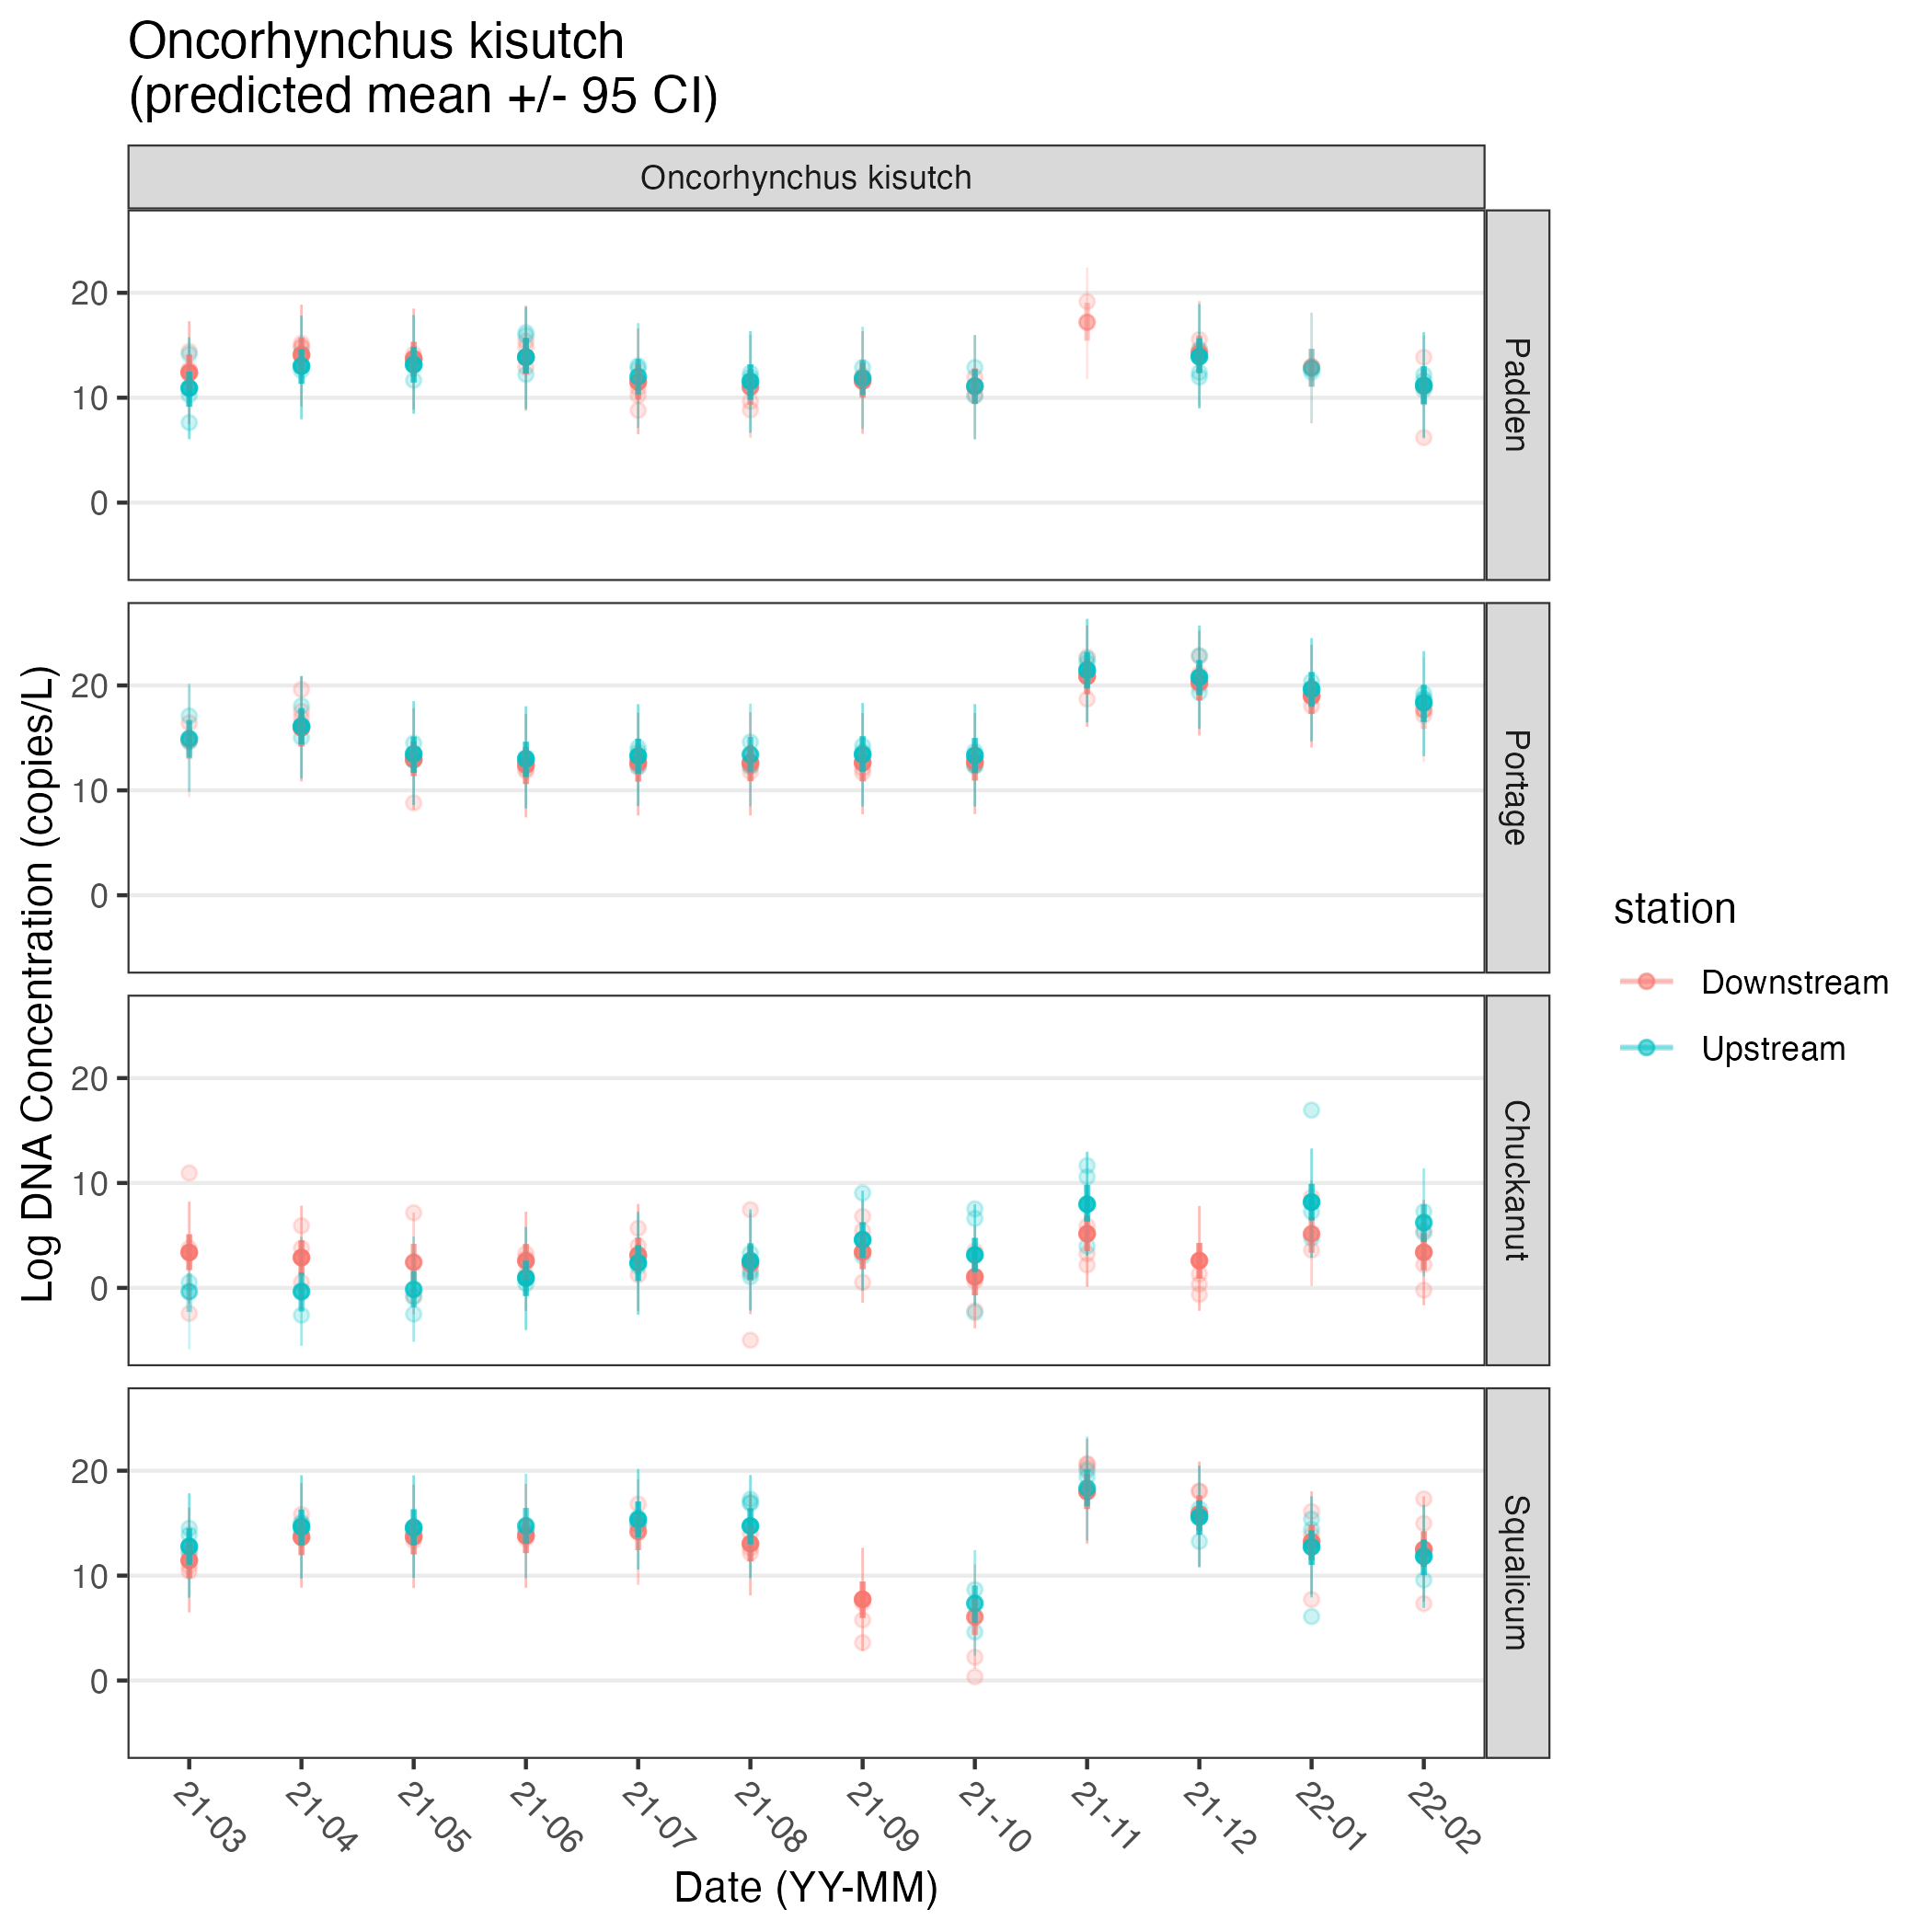 Oncorhynchus kisutch
(predicted mean +/- 95 CI)
Oncorhynchus kisutch
Log DNA Concentration (copies/L)
20
10
0
Padden
20
10
0
Portage
20
10
0
Chuckanut
20
10
0
Squalicum
21-03
21-04
21-05
21-06
21-07
21-08
21-09
21-10
21-11
21-12
22-01
22-02
Date (YY-MM)
station
Downstream
Upstream